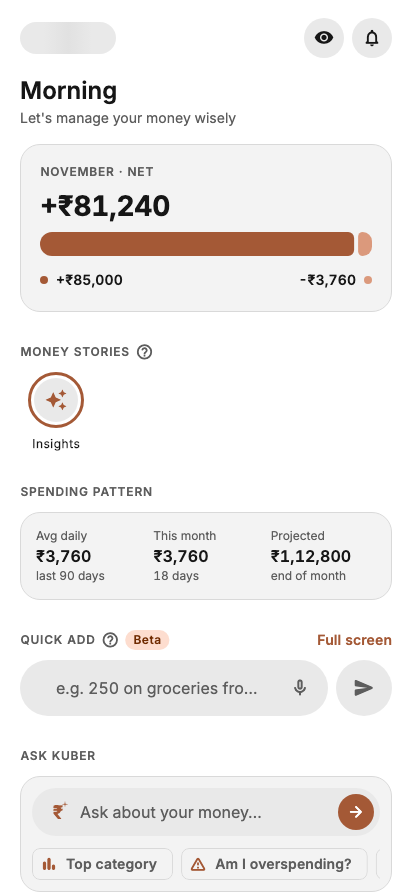 Morning
Let's manage your money wisely
NOVEMBER · NET
+₹81,240
+₹85,000
-₹3,760
MONEY STORIES
Insights
SPENDING PATTERN
Avg daily This month Projected
₹3,760 ₹3,760 ₹1,12,800
last 90 days 18 days end of month
QUICK ADD Beta Full screen
e.g. 250 on groceries fro...
ASK KUBER
Ask about your money...
Top category Am I overspending?